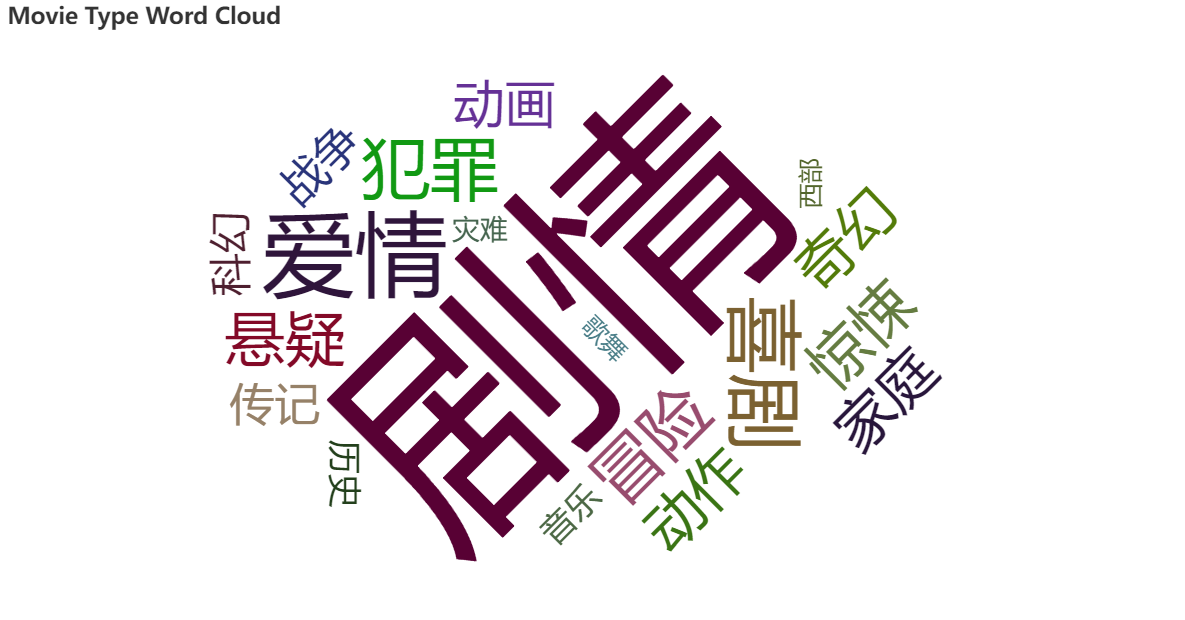 Movie Type Word Cloud
动画
战争
犯罪
剧情
西部
奇幻
科幻
爱情
灾难
悬疑
喜剧
惊悚
歌舞
传记
家庭
冒险
历史
音乐
动作